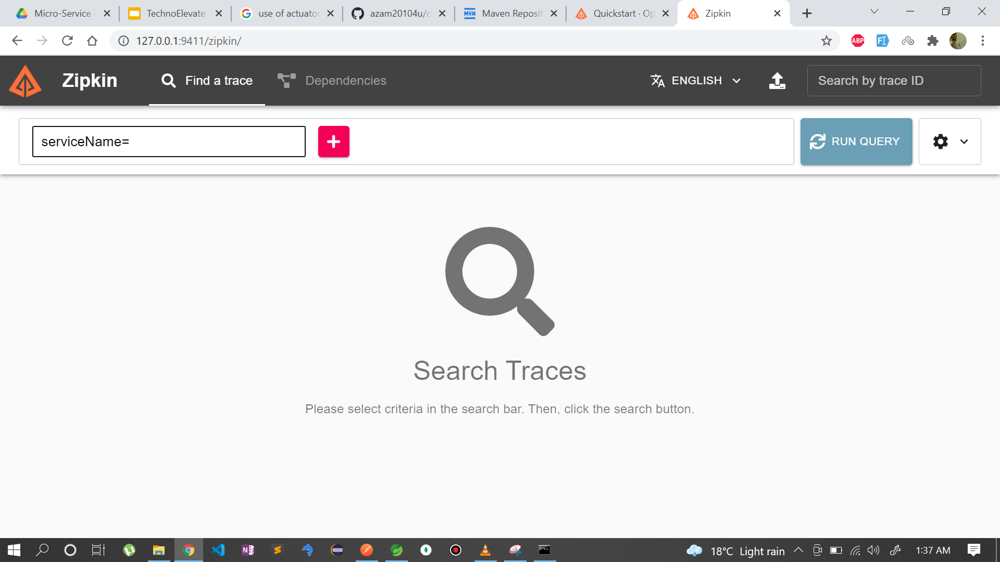 Micro-Service -
TechnoElevate
use of actuator
azam20104u/c
Maven Reposit
Quickstart · Op
Zipkin
127.0.0.1:9411/zipkin/
ABP
Zipkin
Find a trace
Dependencies
ENGLISH
Search by trace ID
serviceName=
RUN QUERY
Search Traces
Please select criteria in the search bar. Then, click the search button.
18°C Light rain
1:37 AM